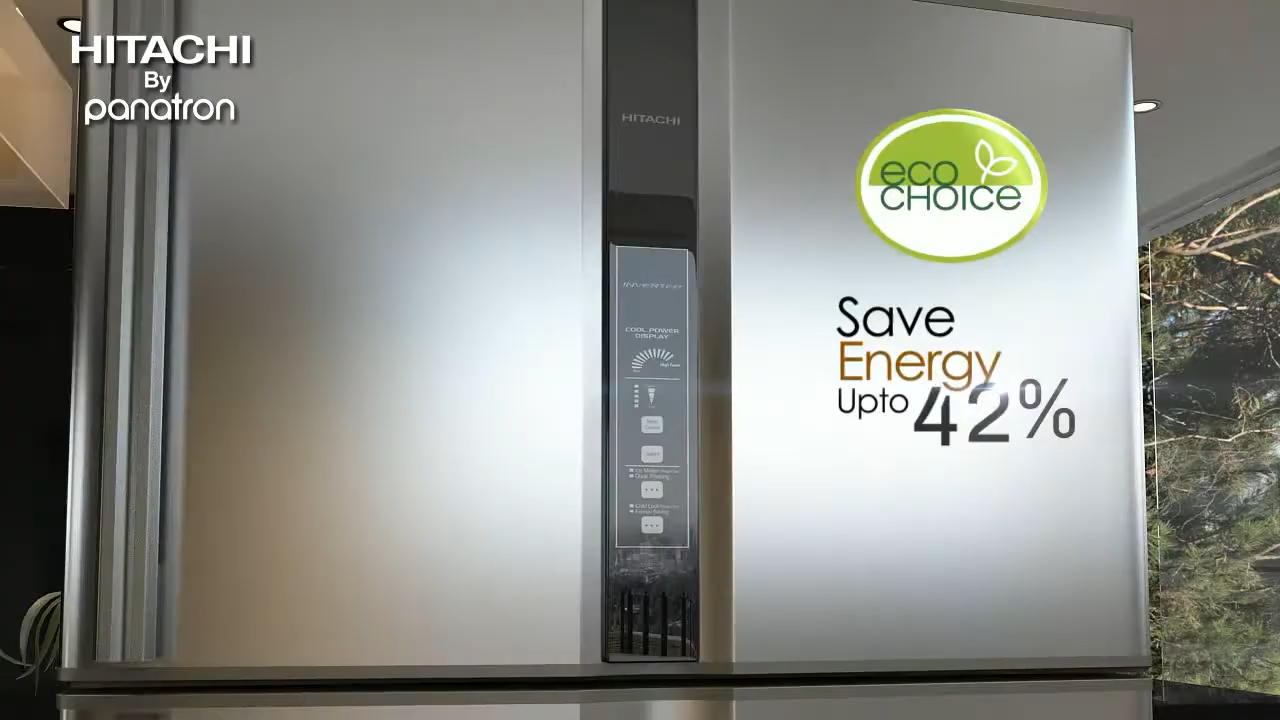 HITACHI
By
panatron
HITACHI
INVERTER
COOL POWER
DISPLAY
eco
CHOICE
Save
Energy
Upto 42%